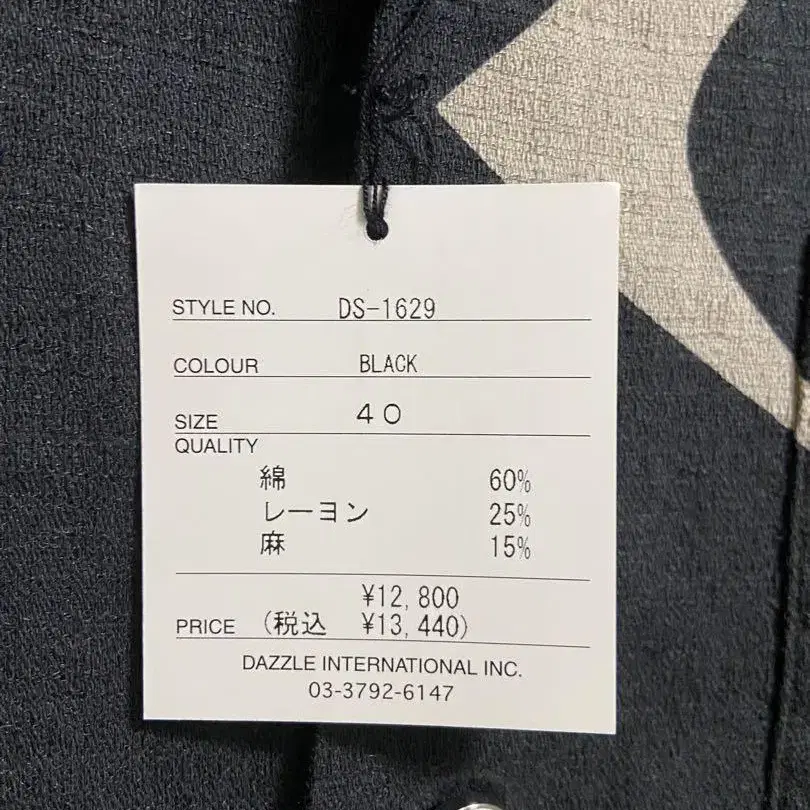 STYLE NO. DS-1629
COLOUR BLACK
SIZE 40
QUALITY
綿 60%
レーヨン 25%
麻 15%
¥12,800
PRICE (税込 ¥13,440)
DAZZLE INTERNATIONAL INC.
03-3792-6147